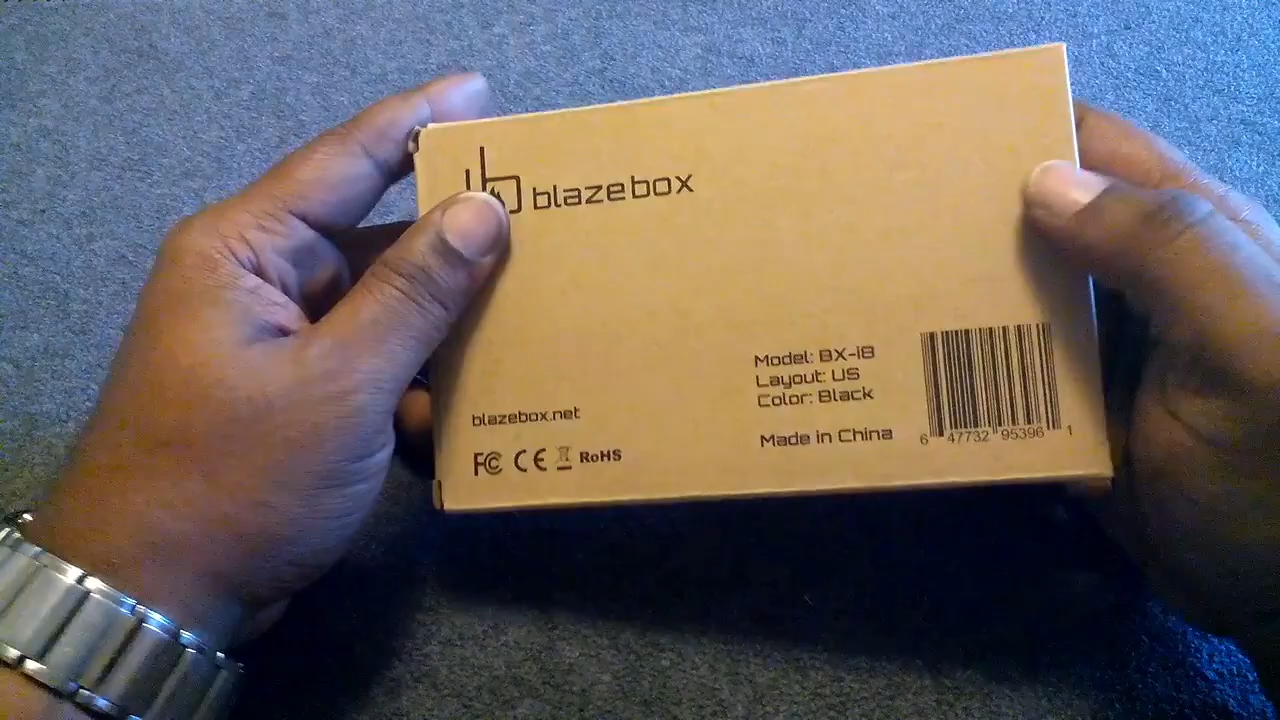 blazebox
Model: BX-i8
Layout: US
Color: Black
blazebox.net
Made in China
6 47732 95396 1
FC CE RoHS